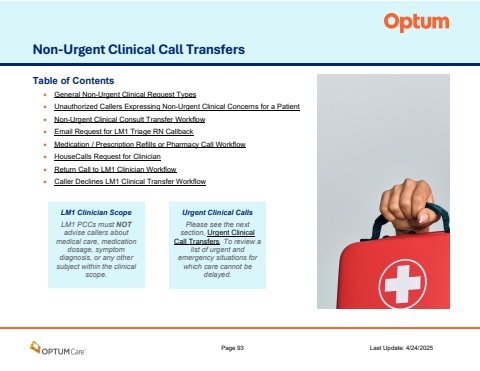 Optum
Non-Urgent Clinical Call Transfers
Table of Contents
• General Non-Urgent Clinical Request Types
• Unauthorized Callers Expressing Non-Urgent Clinical Concerns for a Patient
• Non-Urgent Clinical Consult Transfer Workflow
• Email Request for LM1 Triage RN Callback
• Medication / Prescription Refills or Pharmacy Call Workflow
• HouseCalls Request for Clinician
• Return Call to LM1 Clinician Workflow
• Caller Declines LM1 Clinical Transfer Workflow
LM1 Clinician Scope
LM1 PCCs must NOT
advise callers about
medical care, medication
dosage, symptom
diagnosis, or any other
subject within the clinical
scope.
Urgent Clinical Calls
Please see the next
section, Urgent Clinical
Call Transfers. To review a
list of urgent and
emergency situations for
which care cannot be
delayed.
OPTUMCare™
Page 93
Last Update: 4/24/2025